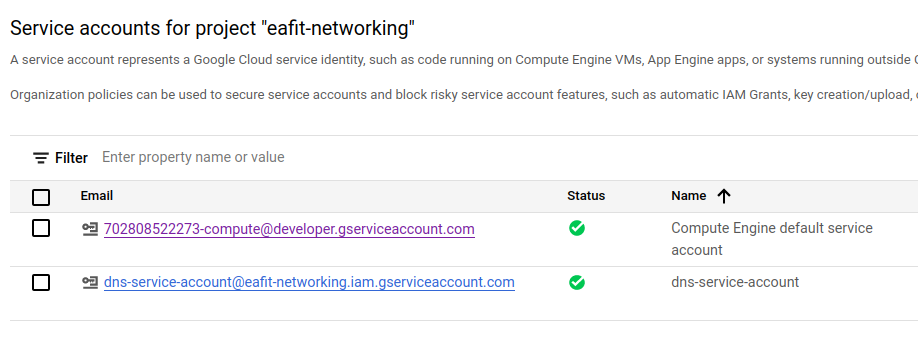 Service accounts for project "eafit-networking"
A service account represents a Google Cloud service identity, such as code running on Compute Engine VMs, App Engine apps, or systems running outside
Organization policies can be used to secure service accounts and block risky service account features, such as automatic IAM Grants, key creation/upload,
Filter Enter property name or value
Email Status Name
702808522273-compute@developer.gserviceaccount.com Compute Engine default service
account
dns-service-account@eafit-networking.iam.gserviceaccount.com dns-service-account